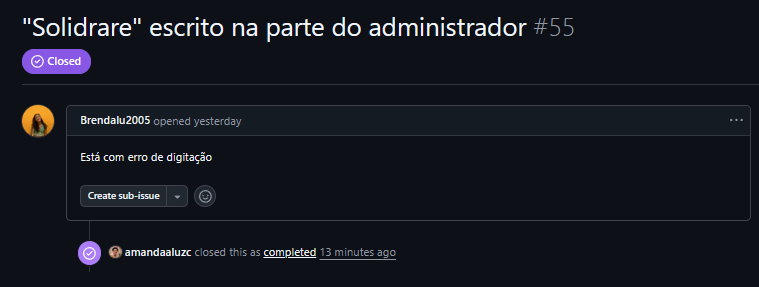 "Solidrare" escrito na parte do administrador #55
Closed
Brendalu2005 opened yesterday
Está com erro de digitação
Create sub-issue
amandaaluzc closed this as completed 13 minutes ago